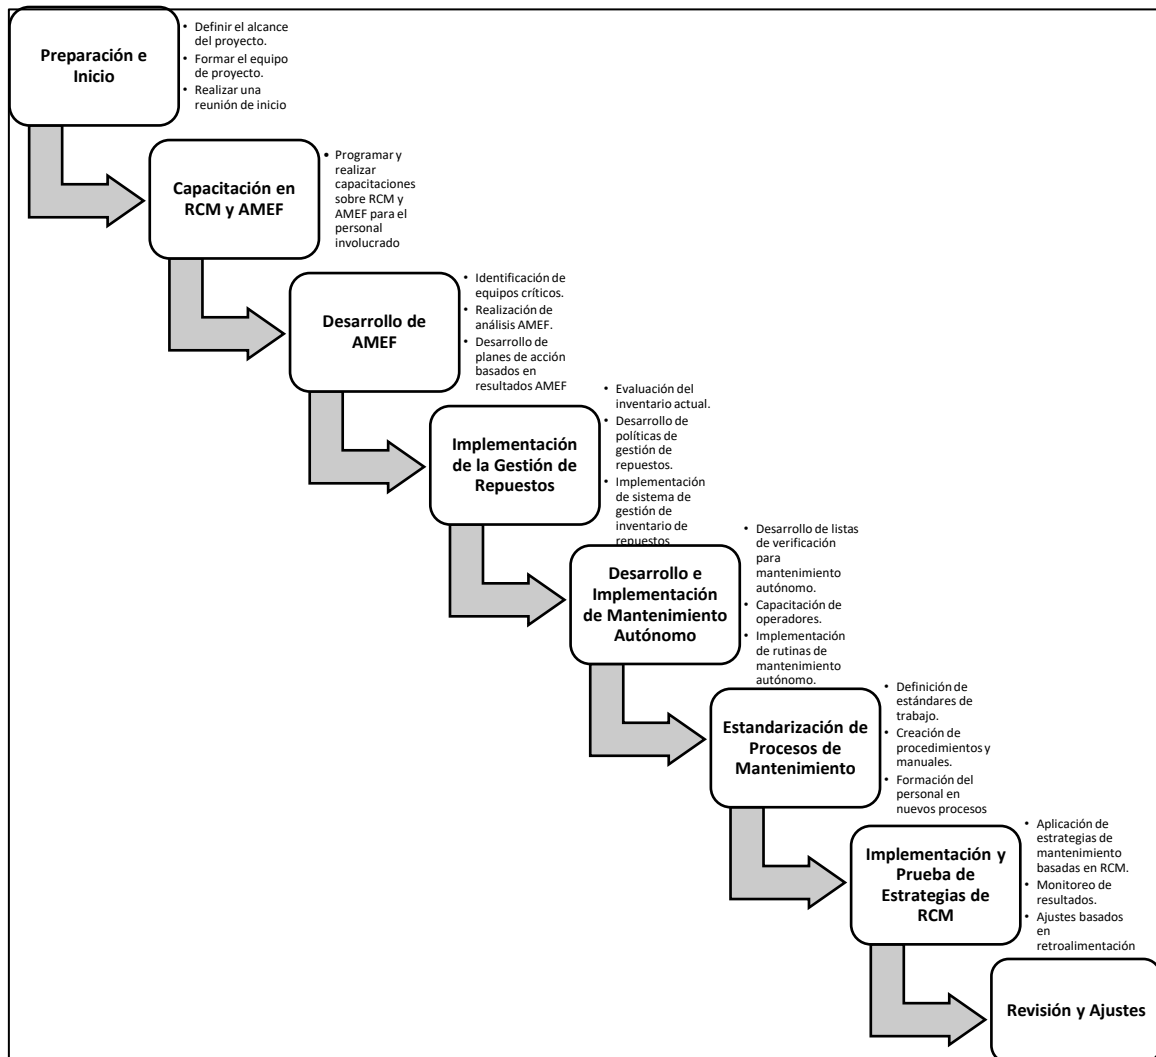 Preparación e
Inicio
• Definir el alcance
del proyecto.
• Formar el equipo
de proyecto.
• Realizar una
reunión de inicio
Capacitación en
RCM y AMEF
• Programar y
realizar
capacitaciones
sobre RCM y
AMEF para el
personal
involucrado
Desarrollo de
AMEF
• Identificación de
equipos críticos.
• Realización de
análisis AMEF.
• Desarrollo de
planes de acción
basados en
resultados AMEF
Implementación
de la Gestión de
Repuestos
• Evaluación del
inventario actual.
• Desarrollo de
políticas de
gestión de
repuestos.
• Implementación
de sistema de
gestión de
inventario de
repuestos
Desarrollo e
Implementación
de Mantenimiento
Autónomo
• Desarrollo de listas
de verificación
para
mantenimiento
autónomo.
• Capacitación de
operadores.
• Implementación
de rutinas de
mantenimiento
autónomo.
Estandarización de
Procesos de
Mantenimiento
• Definición de
estándares de
trabajo.
• Creación de
procedimientos y
manuales.
• Formación del
personal en
nuevos procesos
Implementación y
Prueba de
Estrategias de
RCM
• Aplicación de
estrategias de
mantenimiento
basadas en RCM.
• Monitoreo de
resultados.
• Ajustes basados
en
retroalimentación
Revisión y Ajustes